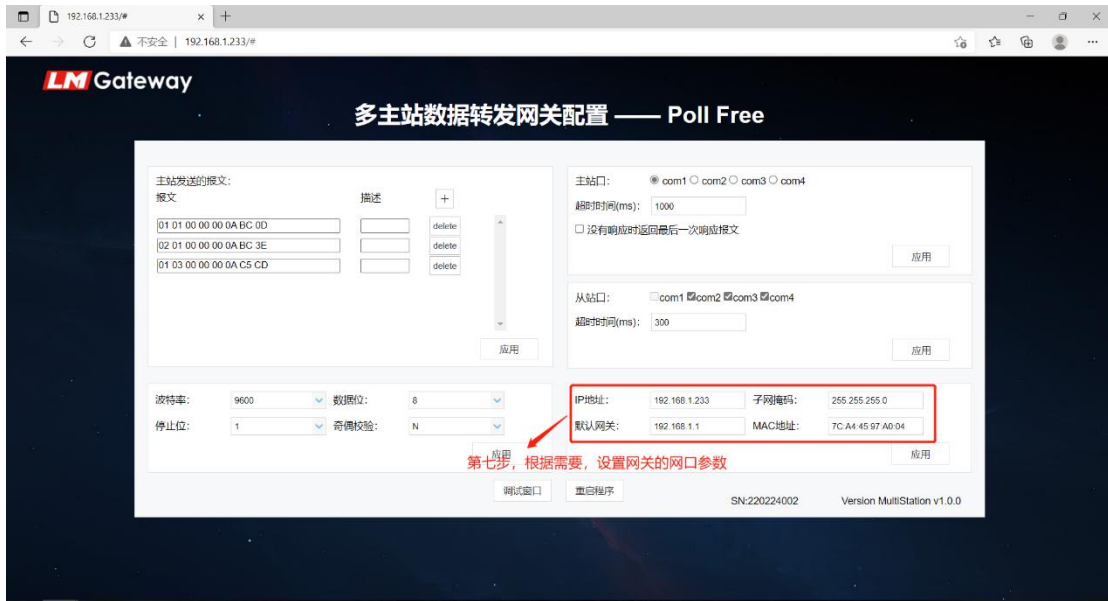 192.168.1.233/#
不安全 | 192.168.1.233/#
LM Gateway
多主站数据转发网关配置 —— Poll Free
主站发送的报文：
报文 描述 +
01 01 00 00 00 0A BC 0D delete
02 01 00 00 00 0A BC 3E delete
01 03 00 00 00 0A C5 CD delete
应用
主站口： com1 com2 com3 com4
超时时间(ms)： 1000
没有响应时返回最后一次响应报文
应用
从站口： com1 com2 com3 com4
超时时间(ms)： 300
应用
波特率： 9600 数据位： 8
停止位： 1 奇偶校验： N
应用
IP地址： 192.168.1.233 子网掩码： 255.255.255.0
默认网关： 192.168.1.1 MAC地址： 7C:A4:45:97:A0:04
应用
第七步，根据需要，设置网关的网口参数
调试窗口 重启程序
SN:220224002 Version MultiStation v1.0.0